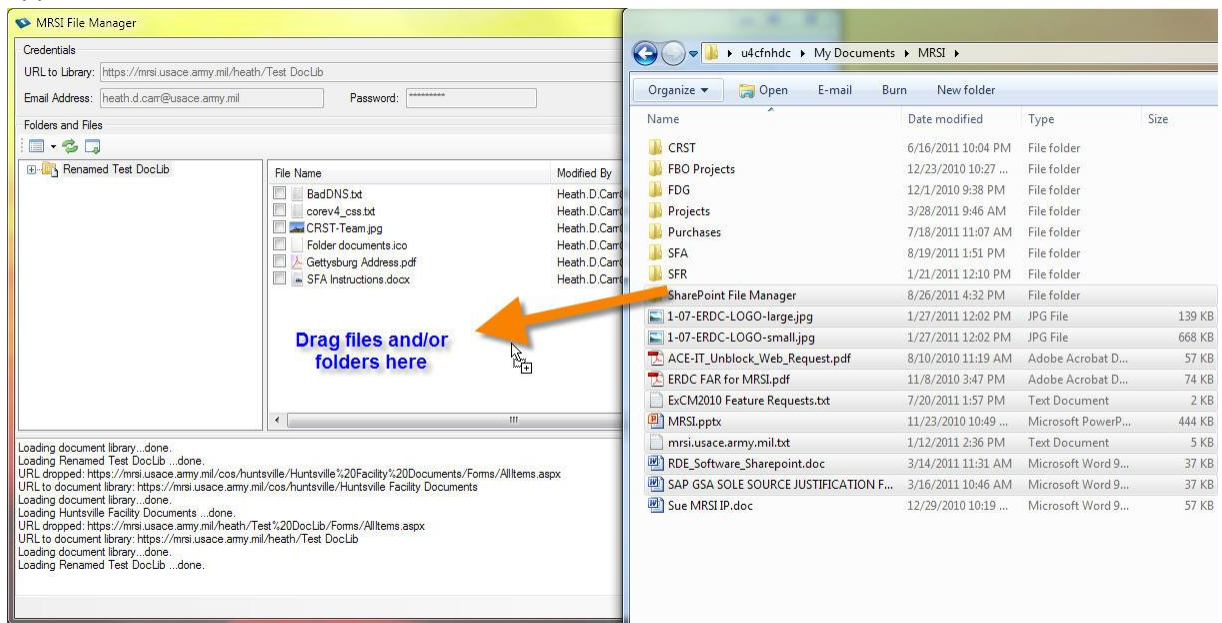 MRSI File Manager
Credentials
URL to Library: https://mrsi.usace.army.mil/heath/Test DocLib
Email Address: heath.d.carr@usace.army.mil Password: *********
Folders and Files
Renamed Test DocLib
File Name Modified By
BadDNS.txt Heath.D.Carr
corev4_css.txt Heath.D.Carr
CRST-Team.jpg Heath.D.Carr
Folder documents.ico Heath.D.Carr
Gettysburg Address.pdf Heath.D.Carr
SFA Instructions.docx Heath.D.Carr
Drag files and/or
folders here
Loading document library...done.
Loading Renamed Test DocLib ...done.
URL dropped: https://mrsi.usace.army.mil/cos/huntsville/Huntsville%20Facility%20Documents/Forms/AllItems.aspx
URL to document library: https://mrsi.usace.army.mil/cos/huntsville/Huntsville Facility Documents
Loading document library...done.
Loading Huntsville Facility Documents ...done.
URL dropped: https://mrsi.usace.army.mil/heath/Test%20DocLib/Forms/AllItems.aspx
URL to document library: https://mrsi.usace.army.mil/heath/Test DocLib
Loading document library...done.
Loading Renamed Test DocLib ...done.
u4cfnhdc My Documents MRSI
Organize Open E-mail Burn New folder
Name Date modified Type Size
CRST 6/16/2011 10:04 PM File folder
FBO Projects 12/23/2010 10:27 ... File folder
FDG 12/1/2010 9:38 PM File folder
Projects 3/28/2011 9:46 AM File folder
Purchases 7/18/2011 11:07 AM File folder
SFA 8/19/2011 1:51 PM File folder
SFR 1/21/2011 12:10 PM File folder
SharePoint File Manager 8/26/2011 4:32 PM File folder
1-07-ERDC-LOGO-large.jpg 1/27/2011 12:02 PM JPG File 139 KB
1-07-ERDC-LOGO-small.jpg 1/27/2011 12:02 PM JPG File 668 KB
ACE-IT_Unblock_Web_Request.pdf 8/10/2010 11:19 AM Adobe Acrobat D... 57 KB
ERDC FAR for MRSI.pdf 11/8/2010 3:47 PM Adobe Acrobat D... 74 KB
ExCM2010 Feature Requests.txt 7/20/2011 1:57 PM Text Document 2 KB
MRSI.pptx 11/23/2010 10:49 ... Microsoft PowerP... 444 KB
mrsi.usace.army.mil.txt 1/12/2011 2:36 PM Text Document 5 KB
RDE_Software_Sharepoint.doc 3/14/2011 11:31 AM Microsoft Word 9... 37 KB
SAP GSA SOLE SOURCE JUSTIFICATION F... 3/16/2011 10:46 AM Microsoft Word 9... 37 KB
Sue MRSI IP.doc 12/29/2010 10:19 ... Microsoft Word 9... 57 KB